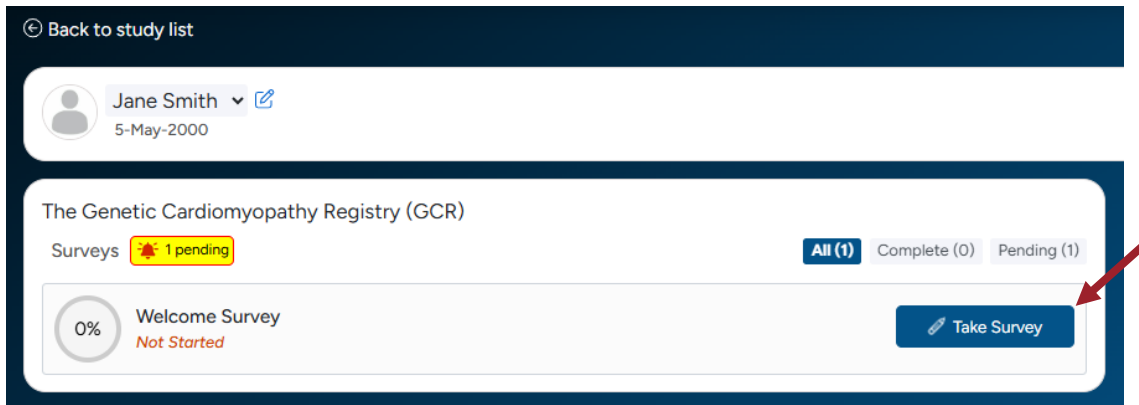 Back to study list
Jane Smith
5-May-2000
The Genetic Cardiomyopathy Registry (GCR)
Surveys 1 pending All (1) Complete (0) Pending (1)
0% Welcome Survey
Not Started
Take Survey